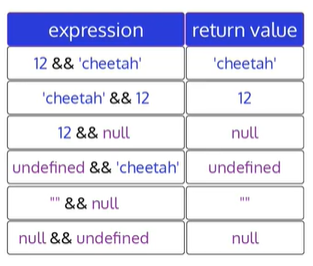 expression return value
12 && 'cheetah' 'cheetah'
'cheetah' && 12 12
12 && null null
undefined && 'cheetah' undefined
"" && null ""
null && undefined null